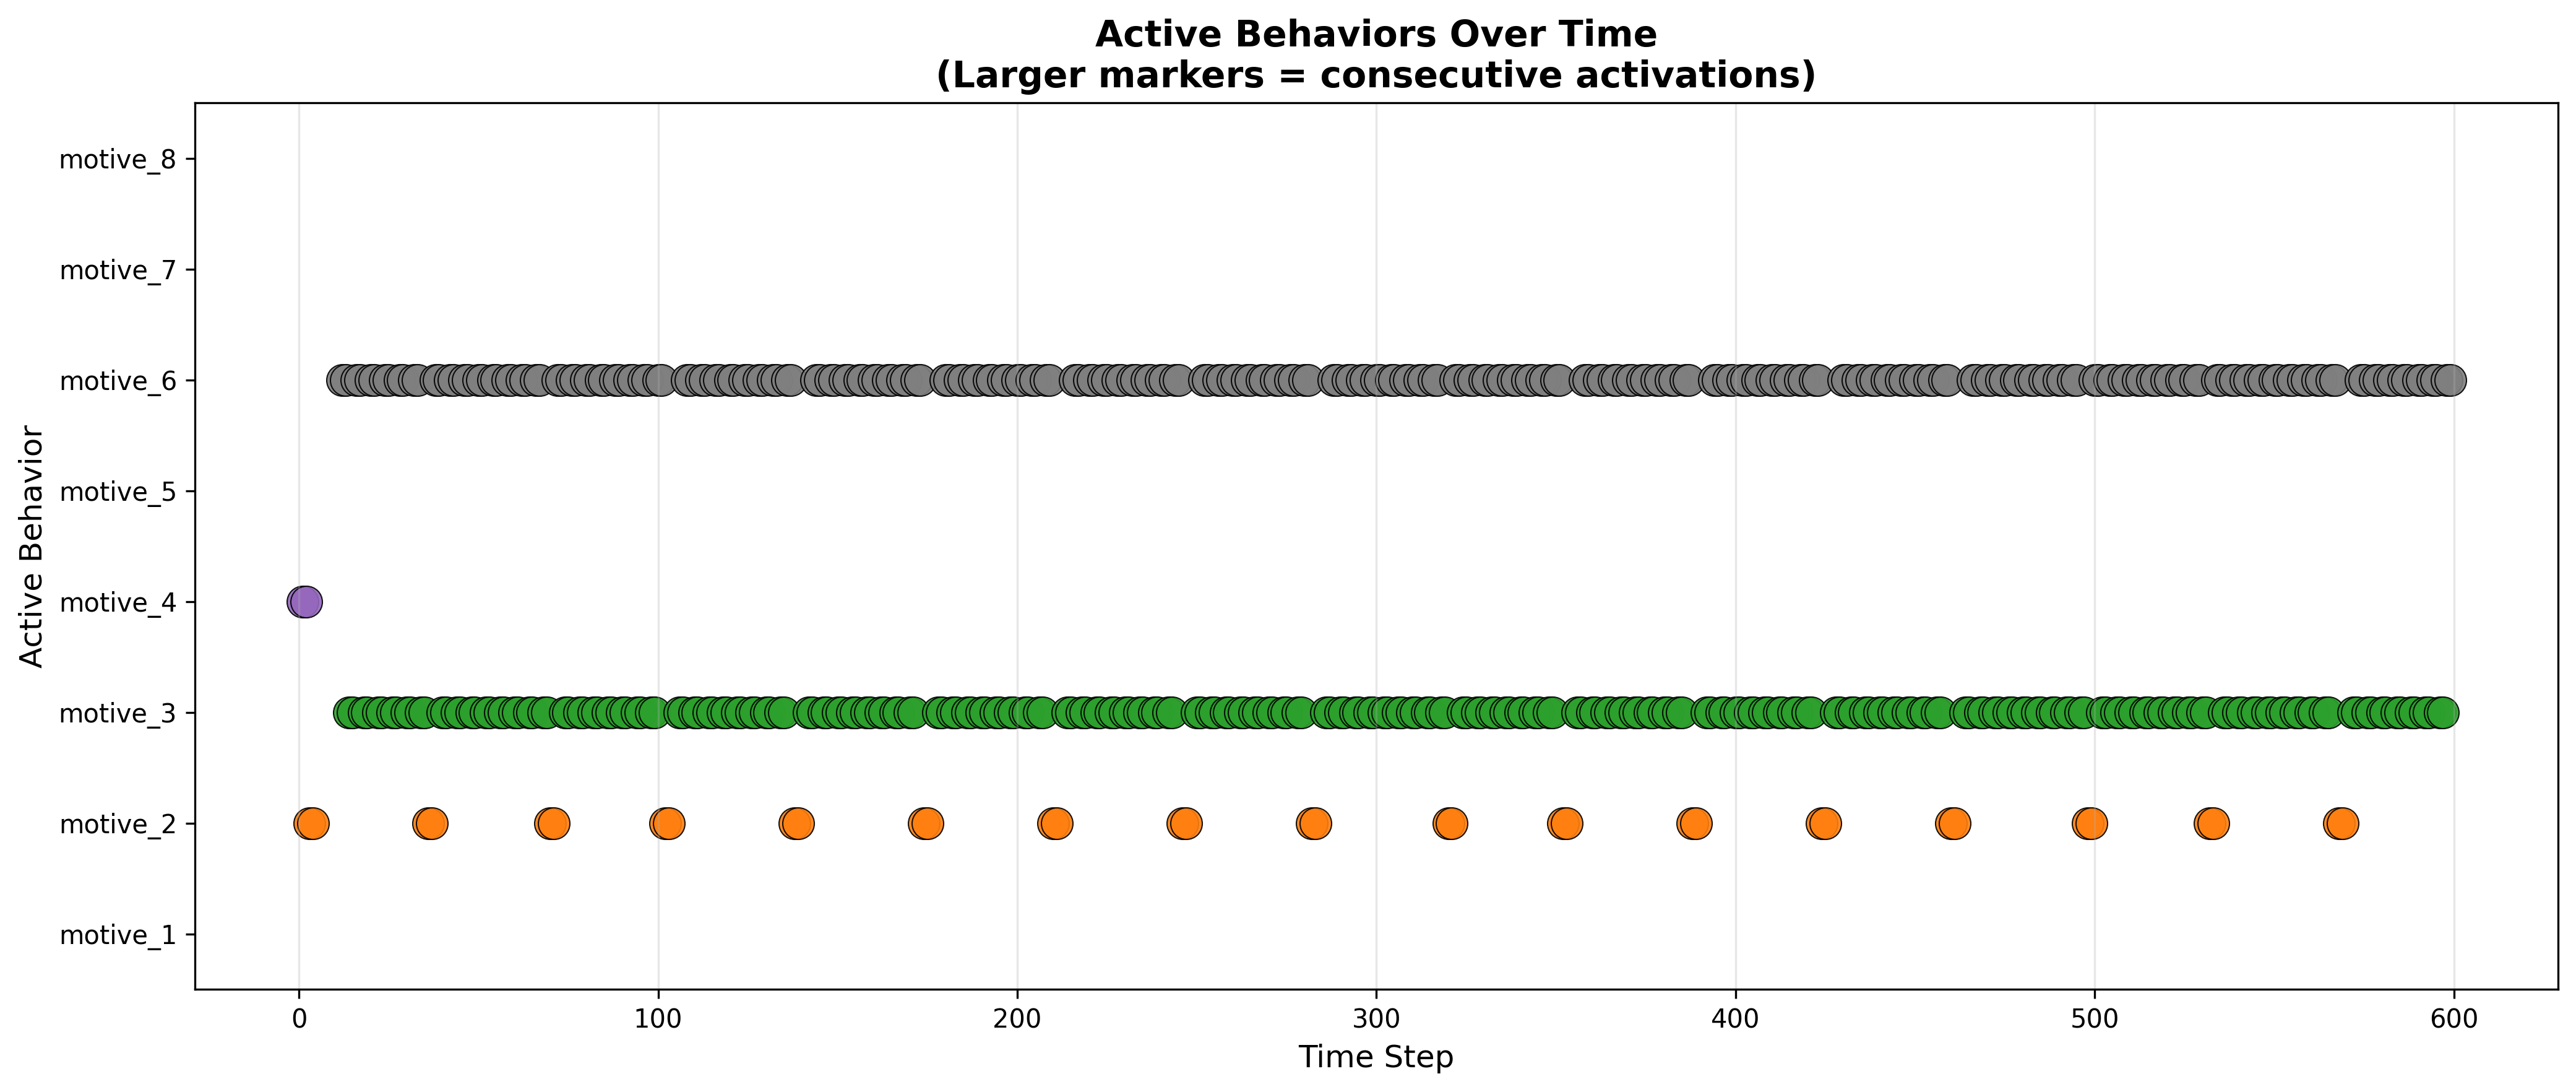 Active Behaviors Over Time
(Larger markers = consecutive activations)
Active Behavior
motive_8
motive_7
motive_6
motive_5
motive_4
motive_3
motive_2
motive_1
0 100 200 300 400 500 600
Time Step